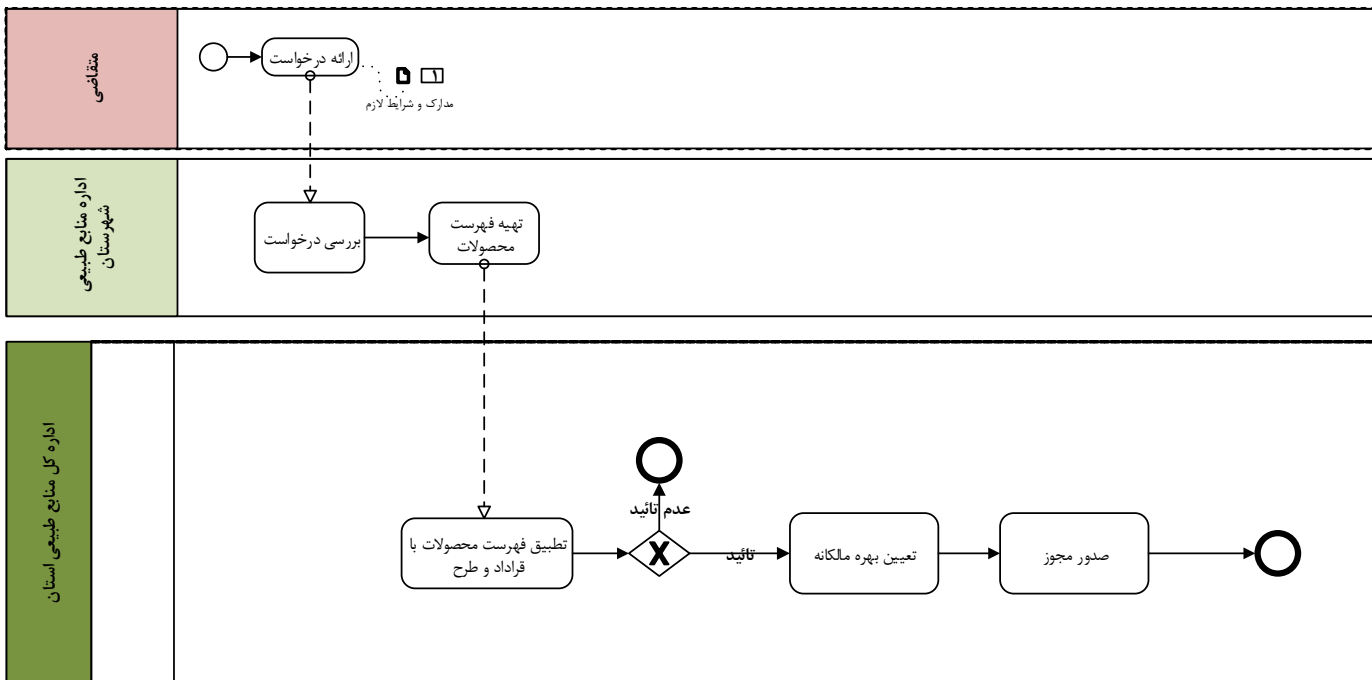 متقاضی
ارائه درخواست
۱
مدارک و شرایط لازم
اداره منابع طبیعی
شهرستان
بررسی درخواست
تهیه فهرست
محصولات
اداره کل منابع طبیعی استان
تطبیق فهرست محصولات با
قراداد و طرح
عدم تائید
تائید
تعیین بهره مالکانه
صدور مجوز